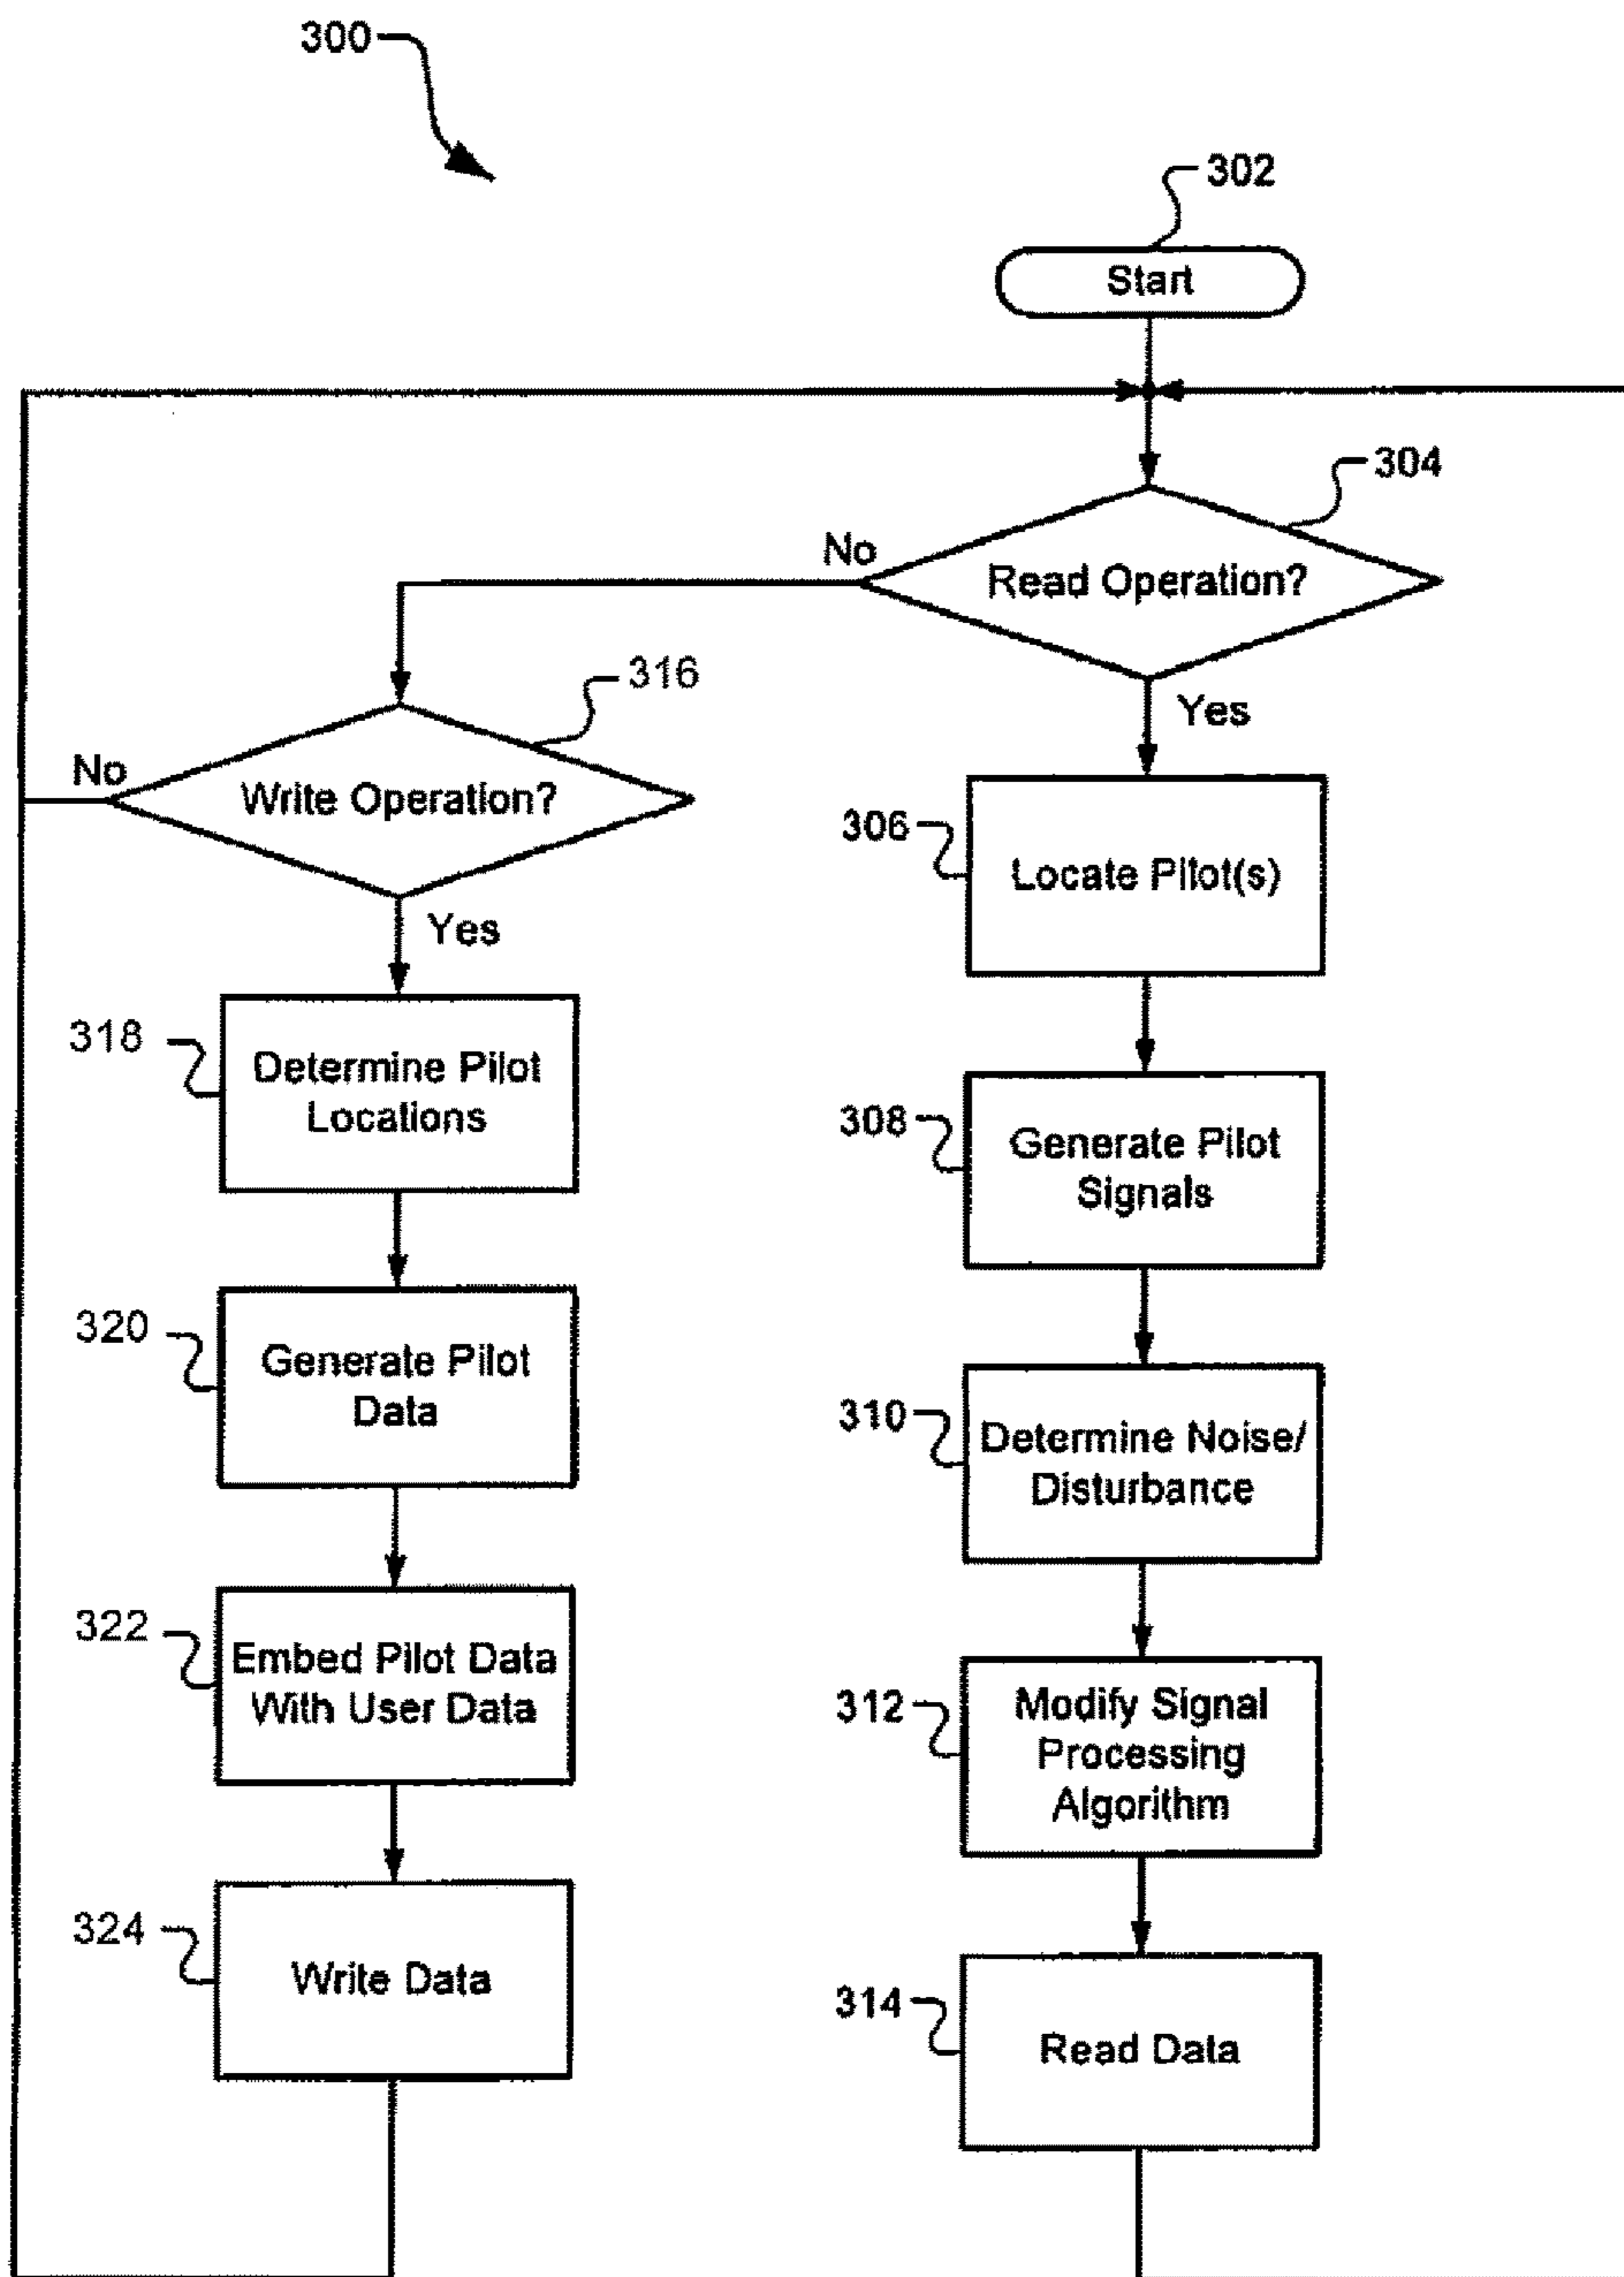 300
302
Start
304
No
Read Operation?
Yes
316
No
Write Operation?
Yes
306
Locate Pilot(s)
318
Determine Pilot
Locations
308
Generate Pilot
Signals
320
Generate Pilot
Data
310
Determine Noise/
Disturbance
322
Embed Pilot Data
With User Data
312
Modify Signal
Processing
Algorithm
324
Write Data
314
Read Data